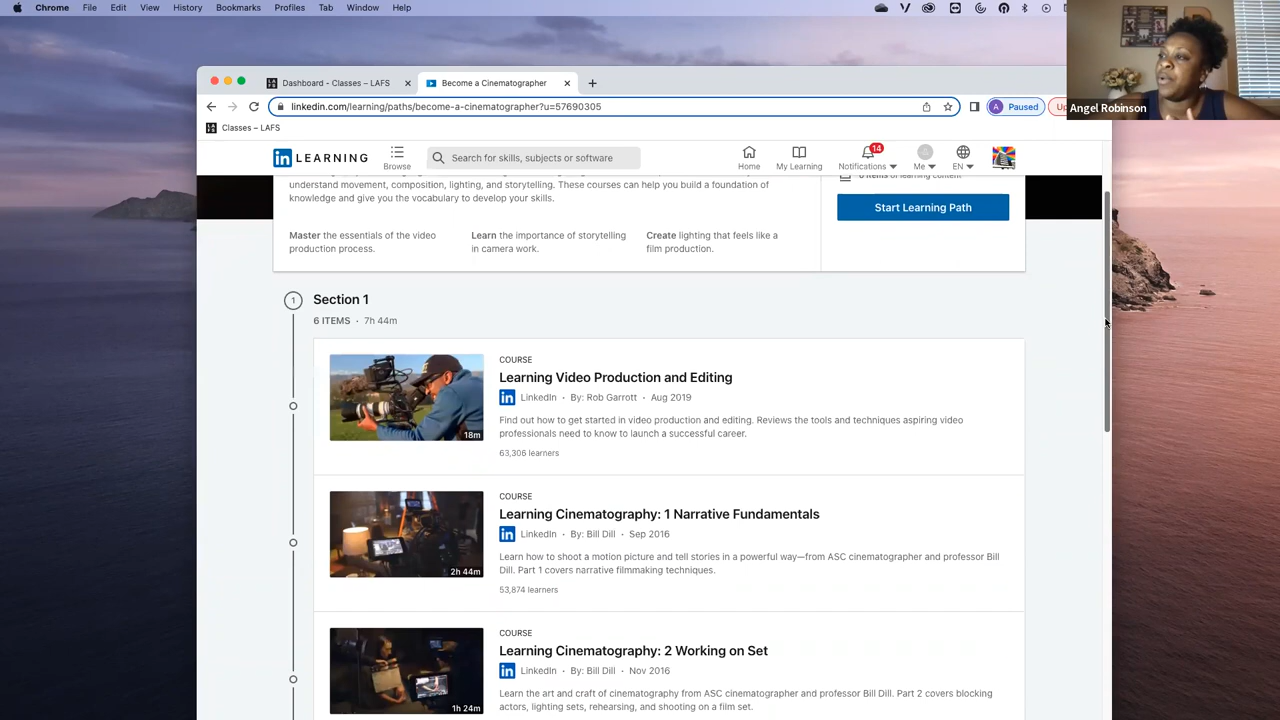 Chrome File Edit View History Bookmarks Profiles Tab Window Help
Angel Robinson
Dashboard - Classes – LAFS
Become a Cinematographer
linkedin.com/learning/paths/become-a-cinematographer?u=57690305
A Paused
Classes – LAFS
in LEARNING
Browse
Search for skills, subjects or software
Home
My Learning
14
Notifications
Me
EN
understand movement, composition, lighting, and storytelling. These courses can help you build a foundation of
knowledge and give you the vocabulary to develop your skills.
Start Learning Path
Master the essentials of the video
production process.
Learn the importance of storytelling
in camera work.
Create lighting that feels like a
film production.
1 Section 1
6 ITEMS · 7h 44m
COURSE
Learning Video Production and Editing
in LinkedIn · By: Rob Garrott · Aug 2019
18m
Find out how to get started in video production and editing. Reviews the tools and techniques aspiring video
professionals need to know to launch a successful career.
63,306 learners
COURSE
Learning Cinematography: 1 Narrative Fundamentals
in LinkedIn · By: Bill Dill · Sep 2016
2h 44m
Learn how to shoot a motion picture and tell stories in a powerful way—from ASC cinematographer and professor Bill
Dill. Part 1 covers narrative filmmaking techniques.
53,874 learners
COURSE
Learning Cinematography: 2 Working on Set
in LinkedIn · By: Bill Dill · Nov 2016
1h 24m
Learn the art and craft of cinematography from ASC cinematographer and professor Bill Dill. Part 2 covers blocking
actors, lighting sets, rehearsing, and shooting on a film set.